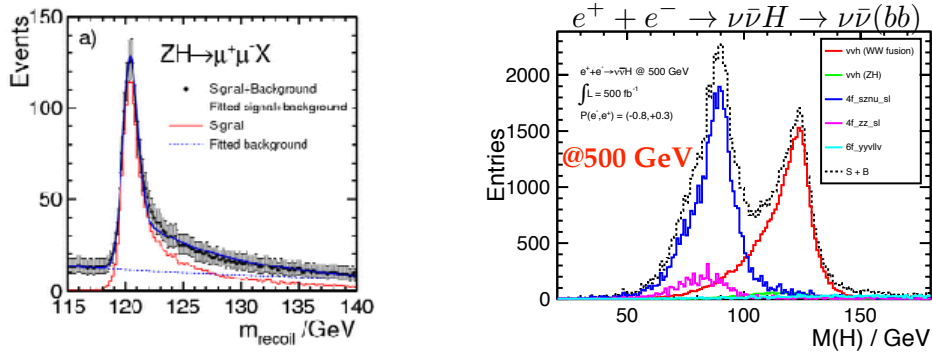 Events
150
100
50
0
a)
ZH→μ⁺μ⁻X
Signal+Background
Fitted signal+background
Signal
Fitted background
115 120 125 130 135 140
m_recoil /GeV
e⁺ + e⁻ → νν̄H → νν̄(bb)
Entries
2000
1500
1000
500
0
e⁺+e⁻→νν̄H @ 500 GeV
∫L = 500 fb⁻¹
P(e⁻,e⁺) = (-0.8,+0.3)
@500 GeV
vvh (WW fusion)
vvh (ZH)
4f_sznu_sl
4f_zz_sl
6f_yyvllv
S + B
50 100 150
M(H) / GeV